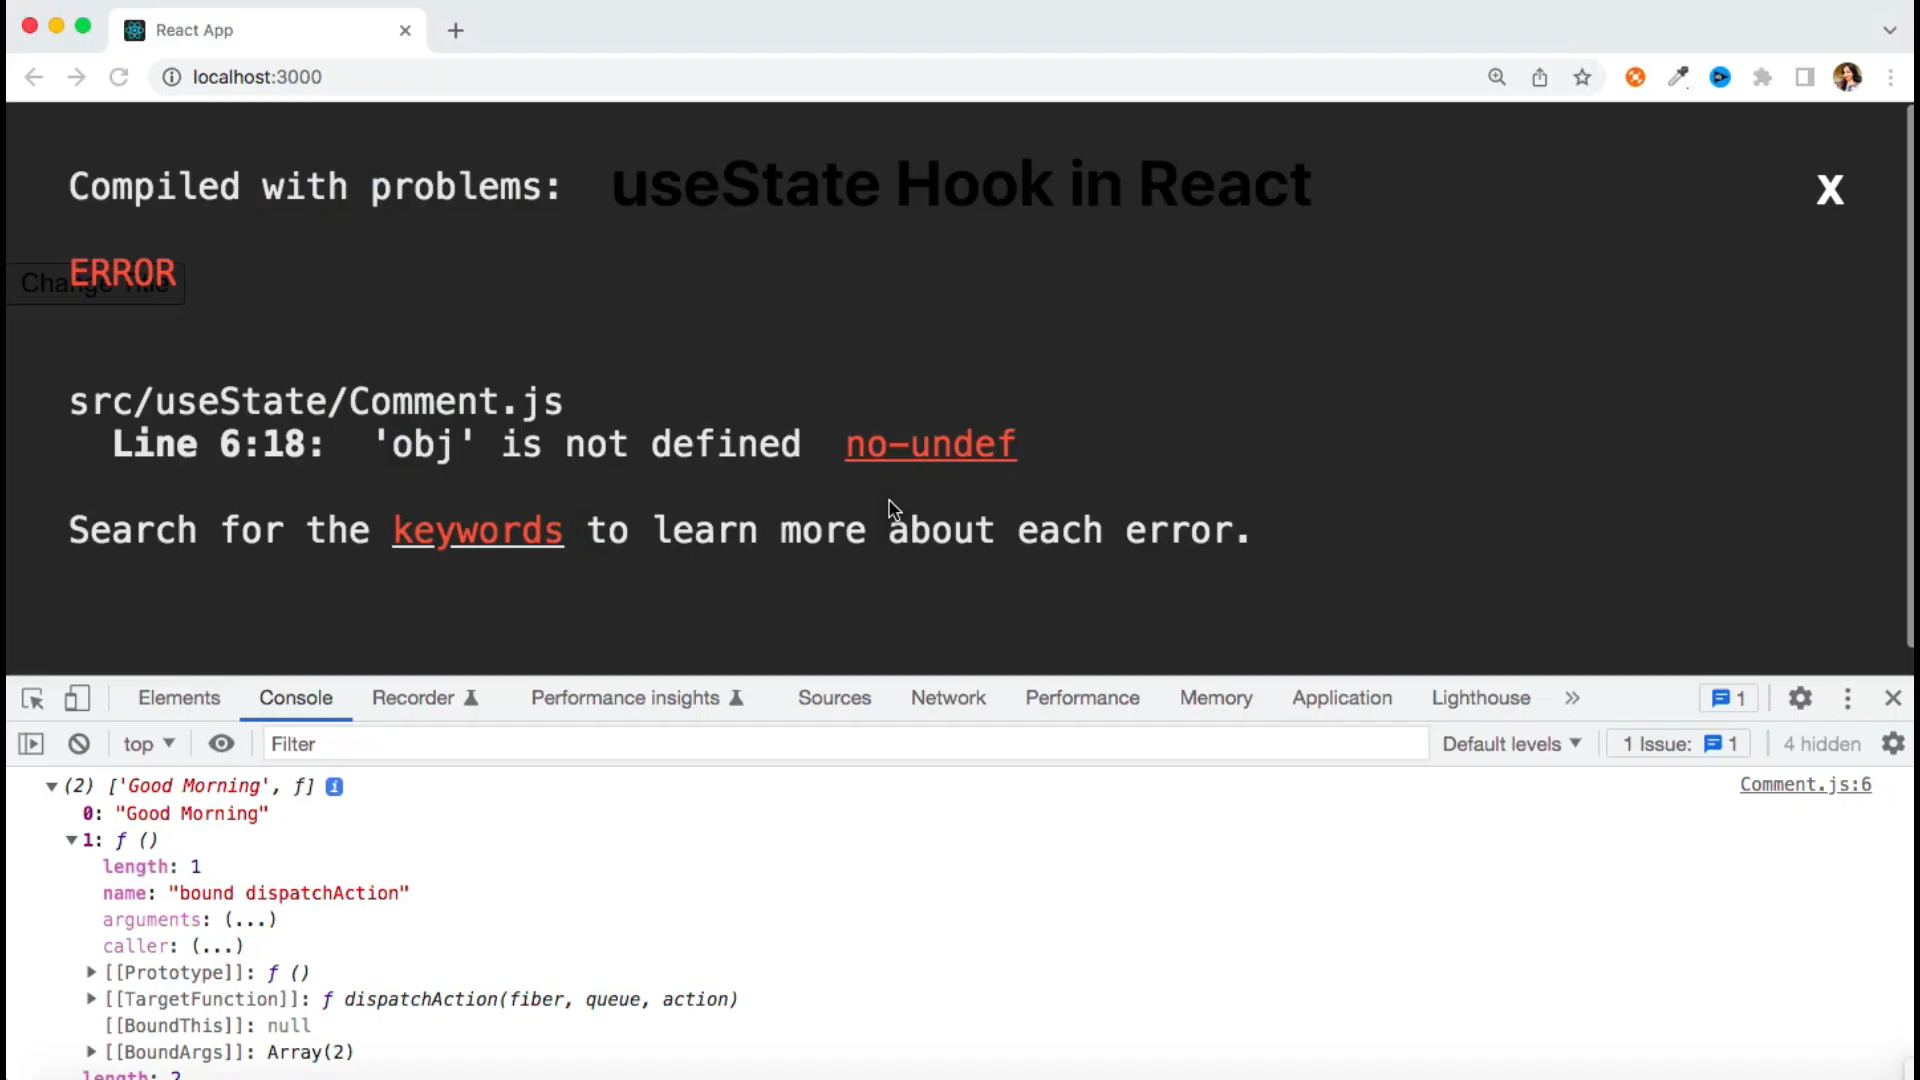 React App
localhost:3000
Compiled with problems:
useState Hook in React
X
ERROR
Change Title
src/useState/Comment.js
Line 6:18: 'obj' is not defined no-undef
Search for the keywords to learn more about each error.
Elements Console Recorder Performance insights Sources Network Performance Memory Application Lighthouse 1
top Filter Default levels 1 Issue: 1 4 hidden
(2) ['Good Morning', ƒ] i Comment.js:6
0: "Good Morning"
1: ƒ ()
length: 1
name: "bound dispatchAction"
arguments: (...)
caller: (...)
[[Prototype]]: ƒ ()
[[TargetFunction]]: ƒ dispatchAction(fiber, queue, action)
[[BoundThis]]: null
[[BoundArgs]]: Array(2)
length: 2